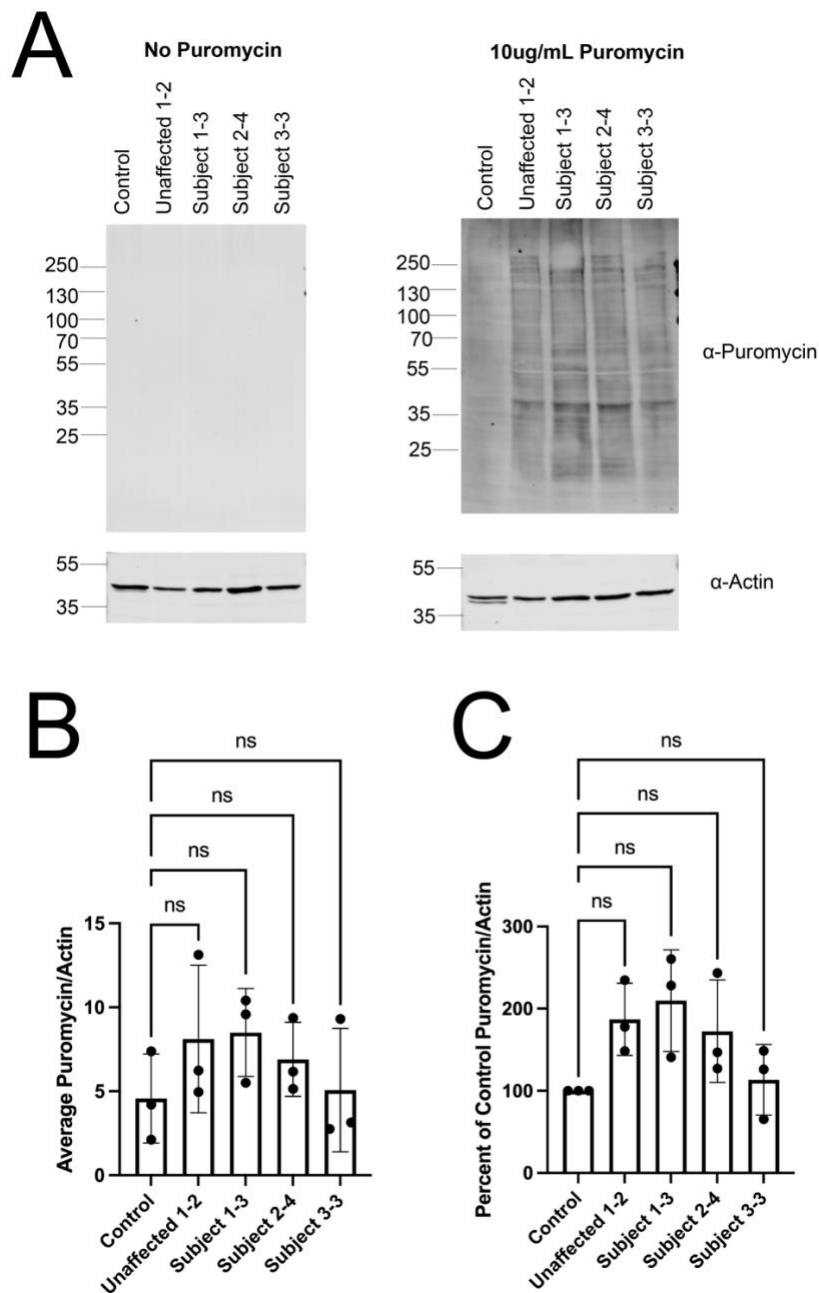 A
No Puromycin
10ug/mL Puromycin
Control
Unaffected 1-2
Subject 1-3
Subject 2-4
Subject 3-3
Control
Unaffected 1-2
Subject 1-3
Subject 2-4
Subject 3-3
250
130
100
70
55
35
25
250
130
100
70
55
35
25
α-Puromycin
55
35
55
35
α-Actin
B
ns
ns
ns
ns
15
10
5
0
Average Puromycin/Actin
Control
Unaffected 1-2
Subject 1-3
Subject 2-4
Subject 3-3
C
ns
ns
ns
ns
300
200
100
0
Percent of Control Puromycin/Actin
Control
Unaffected 1-2
Subject 1-3
Subject 2-4
Subject 3-3